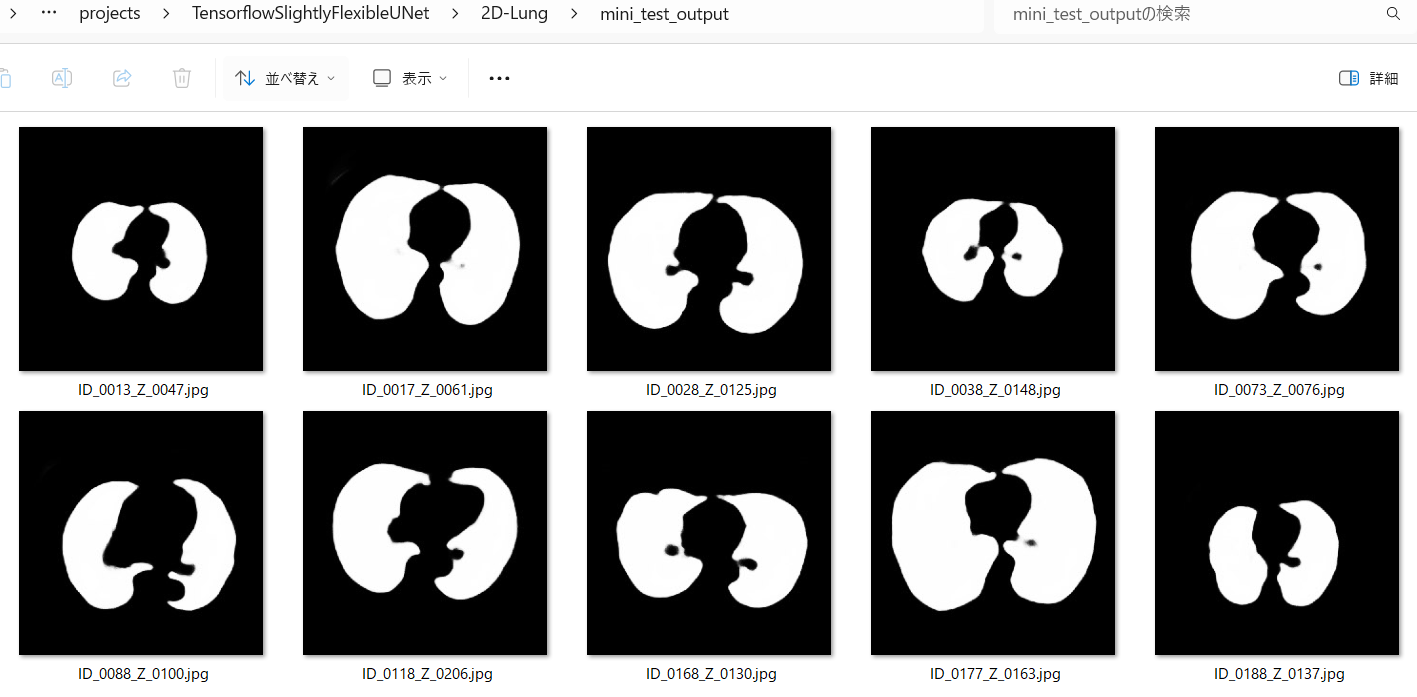 projects > TensorflowSlightlyFlexibleUNet > 2D-Lung > mini_test_output
mini_test_outputの検索
並べ替え
表示
詳細
ID_0013_Z_0047.jpg
ID_0017_Z_0061.jpg
ID_0028_Z_0125.jpg
ID_0038_Z_0148.jpg
ID_0073_Z_0076.jpg
ID_0088_Z_0100.jpg
ID_0118_Z_0206.jpg
ID_0168_Z_0130.jpg
ID_0177_Z_0163.jpg
ID_0188_Z_0137.jpg